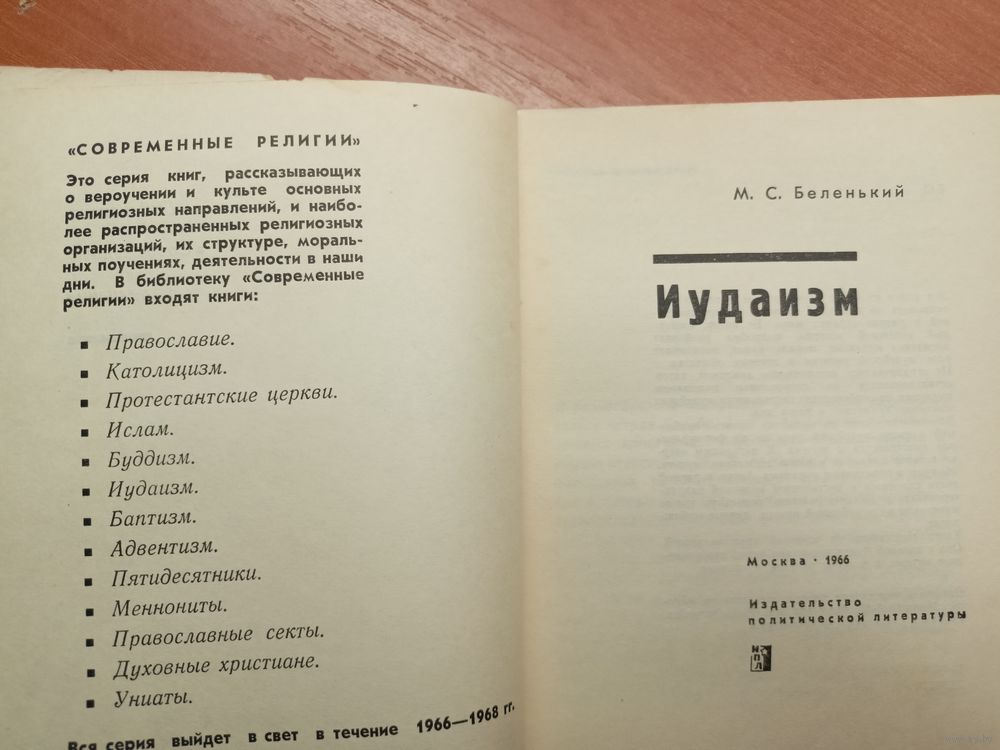 «СОВРЕМЕННЫЕ РЕЛИГИИ»
Это серия книг, рассказывающих
о вероучении и культе основных
религиозных направлений, и наибо-
лее распространенных религиозных
организаций, их структуре, мораль-
ных поучениях, деятельности в наши
дни. В библиотеку «Современные
религии» входят книги:
Православие.
Католицизм.
Протестантские церкви.
Ислам.
Буддизм.
Иудаизм.
Баптизм.
Адвентизм.
Пятидесятники.
Меннониты.
Православные секты.
Духовные христиане.
Униаты.
Вся серия выйдет в свет в течение 1966—1968 гг.
М. С. Беленький
Иудаизм
Москва · 1966
Издательство
политической литературы